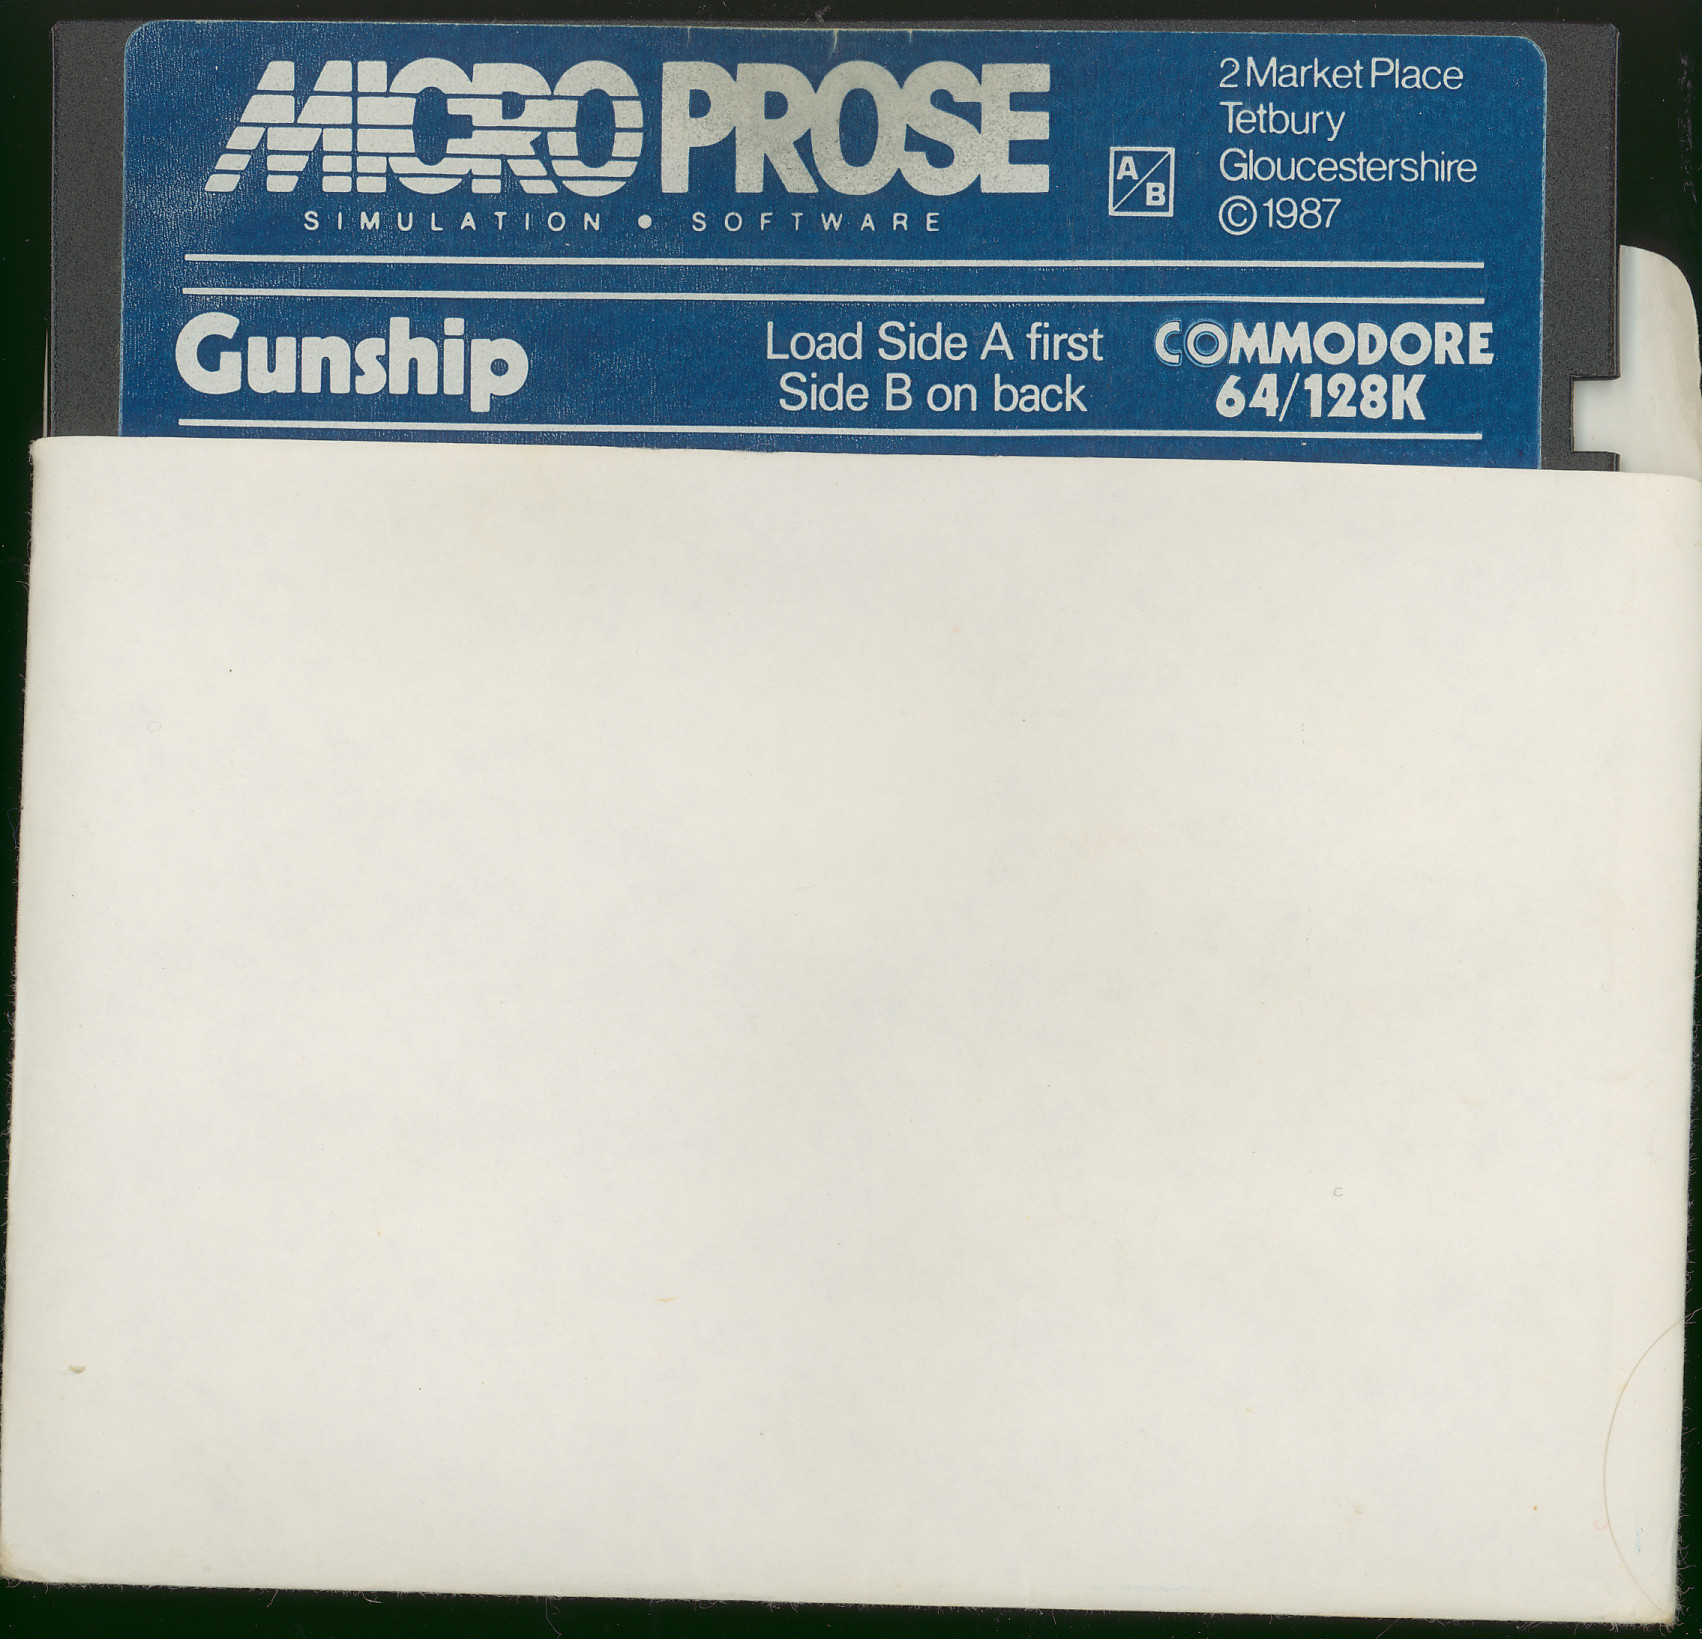 MICRO PROSE
SIMULATION • SOFTWARE
A/B
2 Market Place
Tetbury
Gloucestershire
© 1987
Gunship
Load Side A first
Side B on back
COMMODORE
64/128K